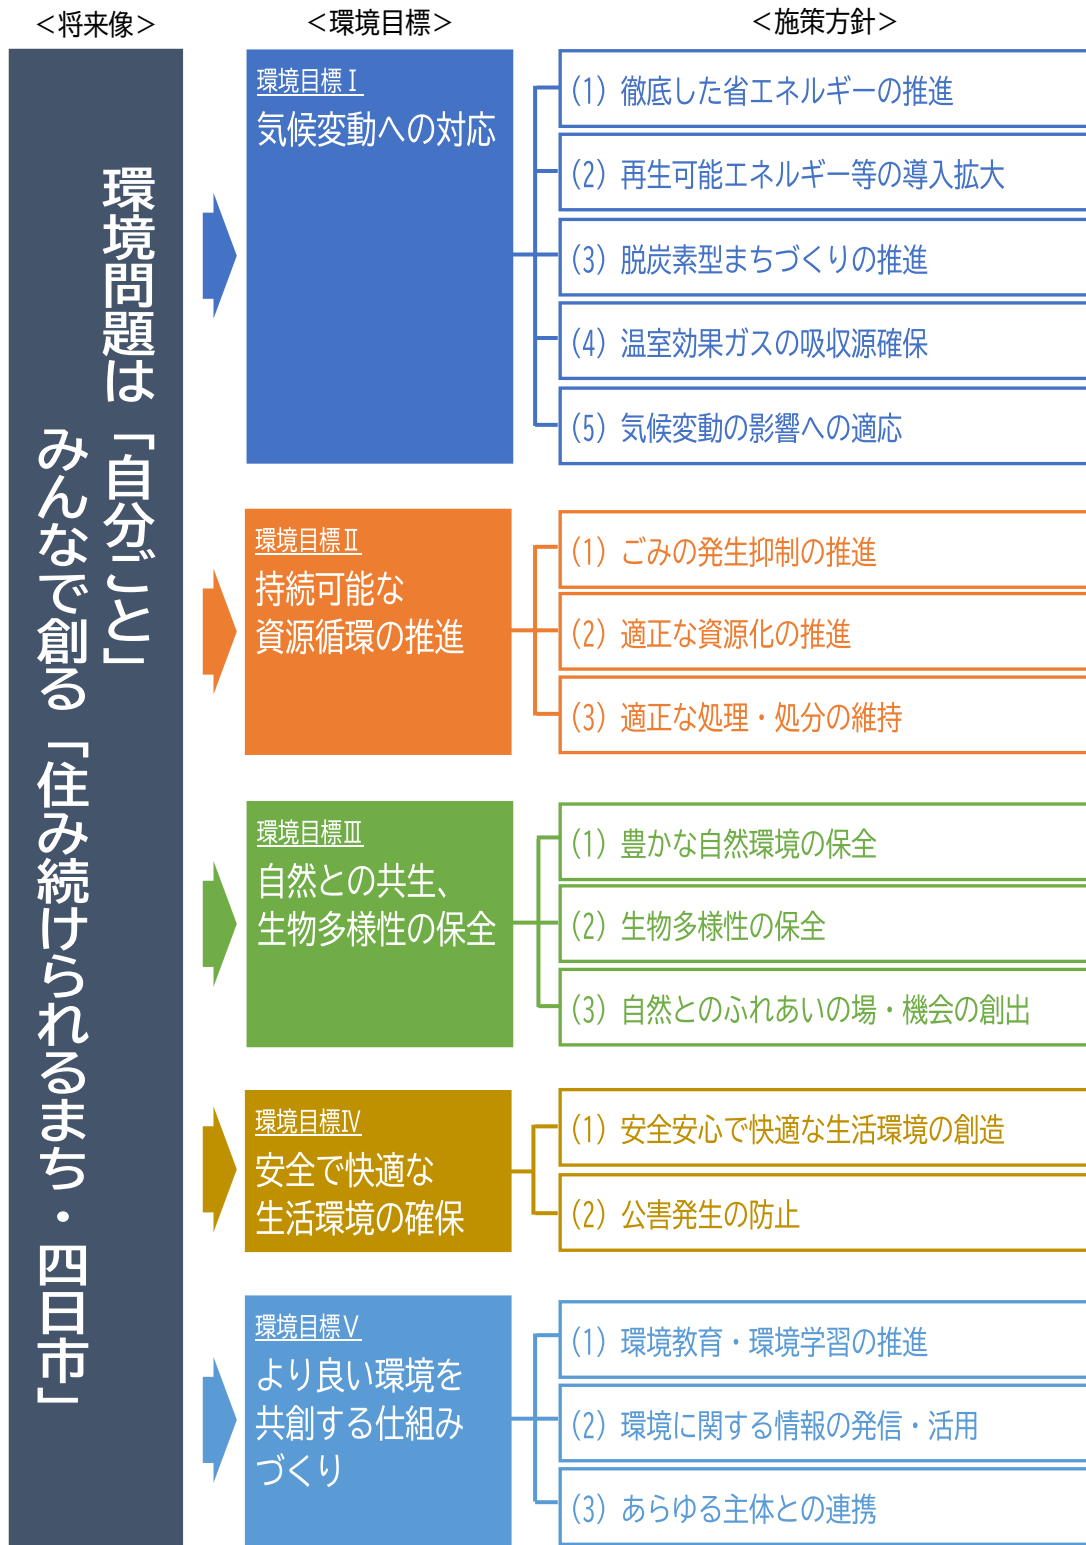 ＜将来像＞
＜環境目標＞
＜施策方針＞
環境問題は「自分ごと」
みんなで創る「住み続けられるまち・四日市」
環境目標Ⅰ
気候変動への対応
（1）徹底した省エネルギーの推進
（2）再生可能エネルギー等の導入拡大
（3）脱炭素型まちづくりの推進
（4）温室効果ガスの吸収源確保
（5）気候変動の影響への適応
環境目標Ⅱ
持続可能な
資源循環の推進
（1）ごみの発生抑制の推進
（2）適正な資源化の推進
（3）適正な処理・処分の維持
環境目標Ⅲ
自然との共生、
生物多様性の保全
（1）豊かな自然環境の保全
（2）生物多様性の保全
（3）自然とのふれあいの場・機会の創出
環境目標Ⅳ
安全で快適な
生活環境の確保
（1）安全安心で快適な生活環境の創造
（2）公害発生の防止
環境目標Ⅴ
より良い環境を
共創する仕組み
づくり
（1）環境教育・環境学習の推進
（2）環境に関する情報の発信・活用
（3）あらゆる主体との連携